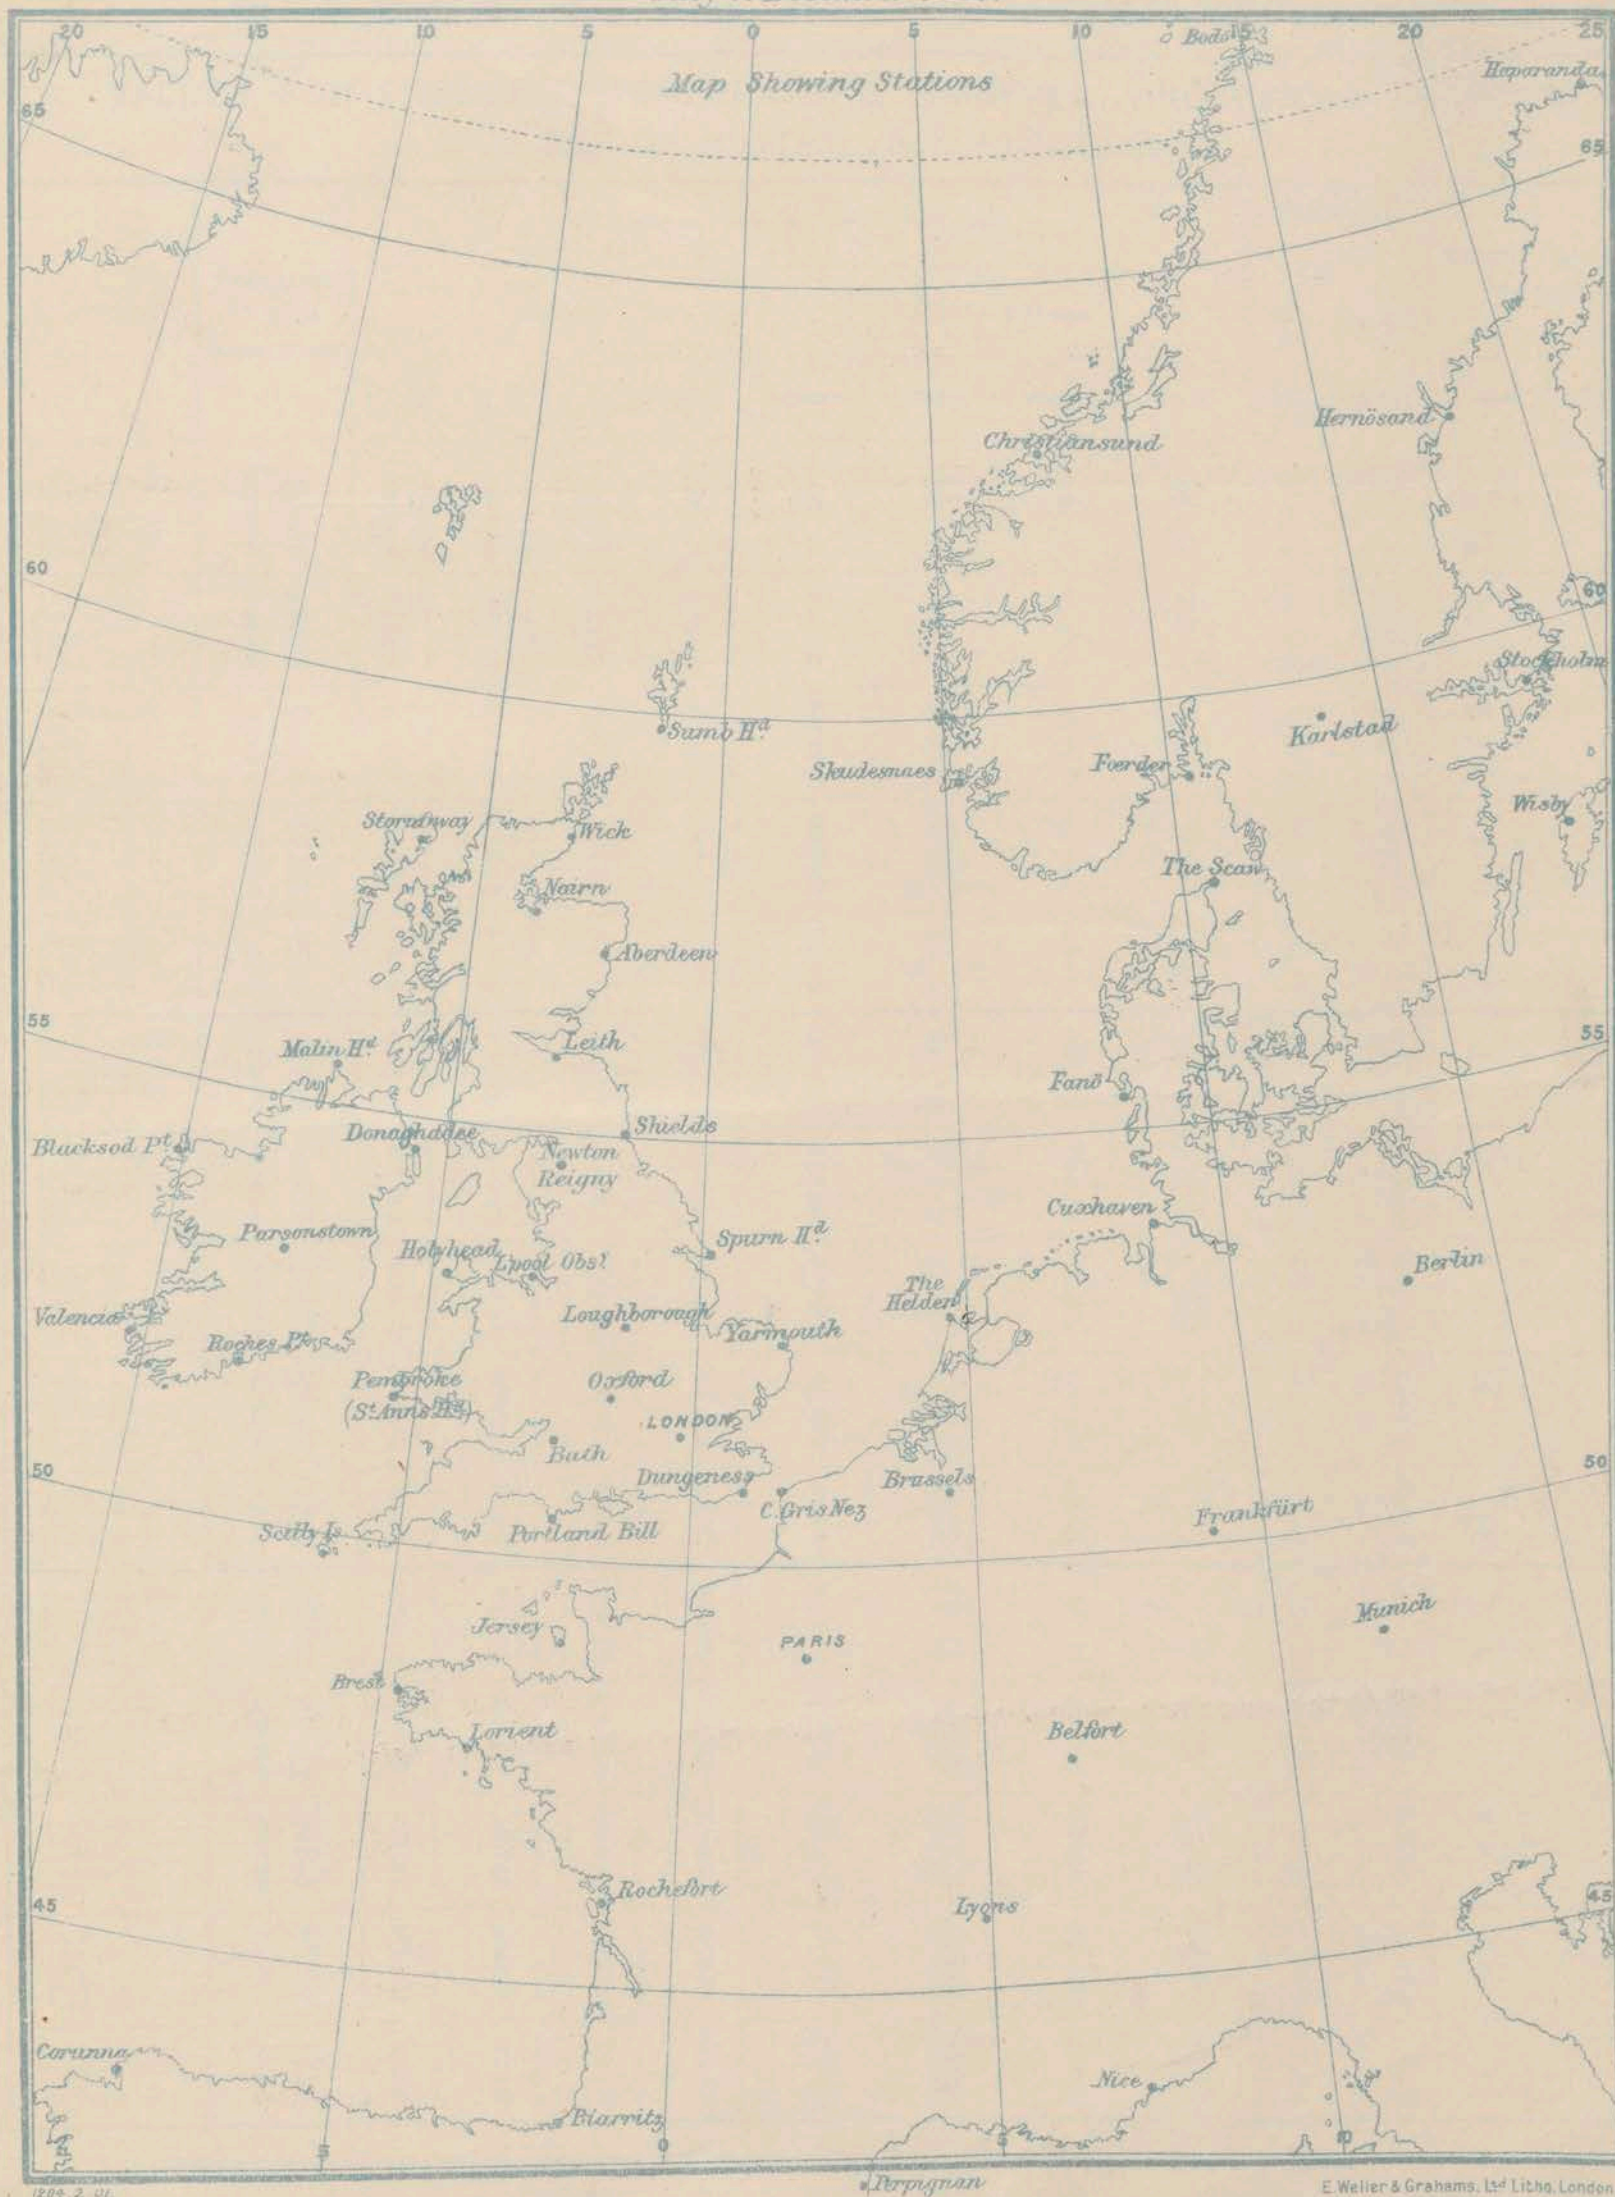 20 15 10 5 0 5 10 15 20 25
Map Showing Stations
Haparanda
65
65
Hernösand
Christiansund
60
60
Stockholm
Sumb Hd.
Karlstad
Skudesnaes
Foerder
Wisby
Stornoway
Wick
The Scaw
Nairn
Aberdeen
55
55
Leith
Malin Hd.
Fanö
Blacksod Pt.
Donaghadee
Shields
Newton
Reigny
Cuxhaven
Parsonstown
Spurn Hd.
Holyhead
L'pool Obsy.
Berlin
The
Helder
Valencia
Loughborough
Yarmouth
Roches Pt.
Pembroke
(St. Anns Hd.)
Oxford
LONDON
Bath
50
50
Dungeness
Brussels
C. Gris Nez
Frankfürt
Scilly Is.
Portland Bill
Munich
Jersey
PARIS
Brest
Lorient
Belfort
Rochefort
Lyons
45
45
Corunna
Nice
Biarritz
5 0 5 10
Perpignan
E. Weller & Grahams, Ltd. Litho, London